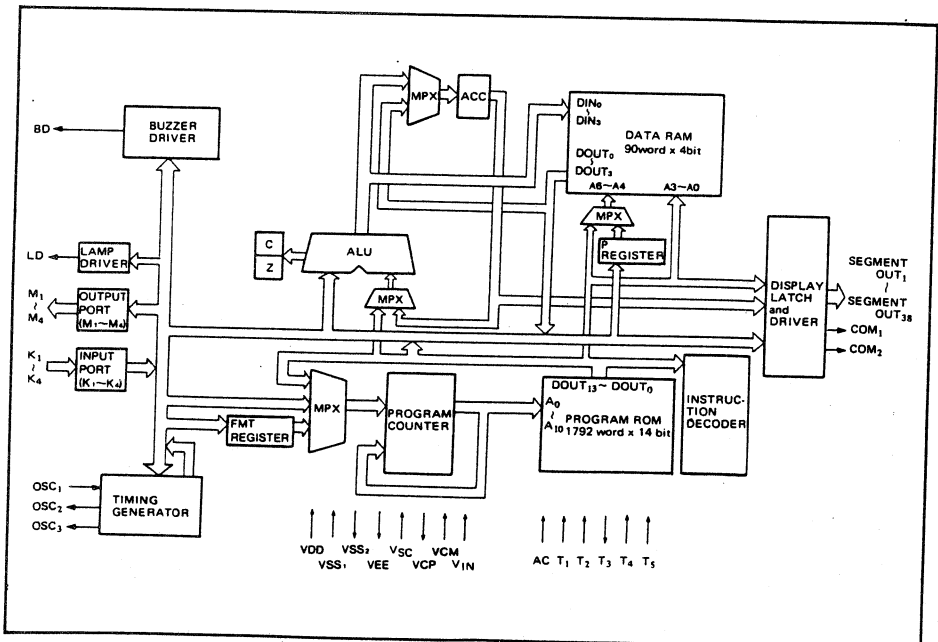 MPX
ACC
DIN₀
~
DIN₃
DATA RAM
90word x 4bit
DOUT₀
~
DOUT₃
A6~A4
A3~A0
BUZZER
DRIVER
BD
MPX
P
REGISTER
C
Z
ALU
LAMP
DRIVER
LD
MPX
OUTPUT
PORT
(M₁~M₄)
M₁
~
M₄
DISPLAY
LATCH
and
DRIVER
SEGMENT
OUT₁
~
SEGMENT
OUT₃₈
COM₁
COM₂
INPUT
PORT
(K₁~K₄)
K₁
~
K₄
MPX
PROGRAM
COUNTER
FMT
REGISTER
DOUT₁₃~DOUT₀
A₀
~
A₁₀
PROGRAM ROM
1792 word x 14 bit
INSTRUC-
TION
DECODER
TIMING
GENERATOR
OSC₁
OSC₂
OSC₃
VDD
VSS₁
VSS₂
VEE
VSC
VCP
VCM
VIN
AC
T₁
T₂
T₃
T₄
T₅